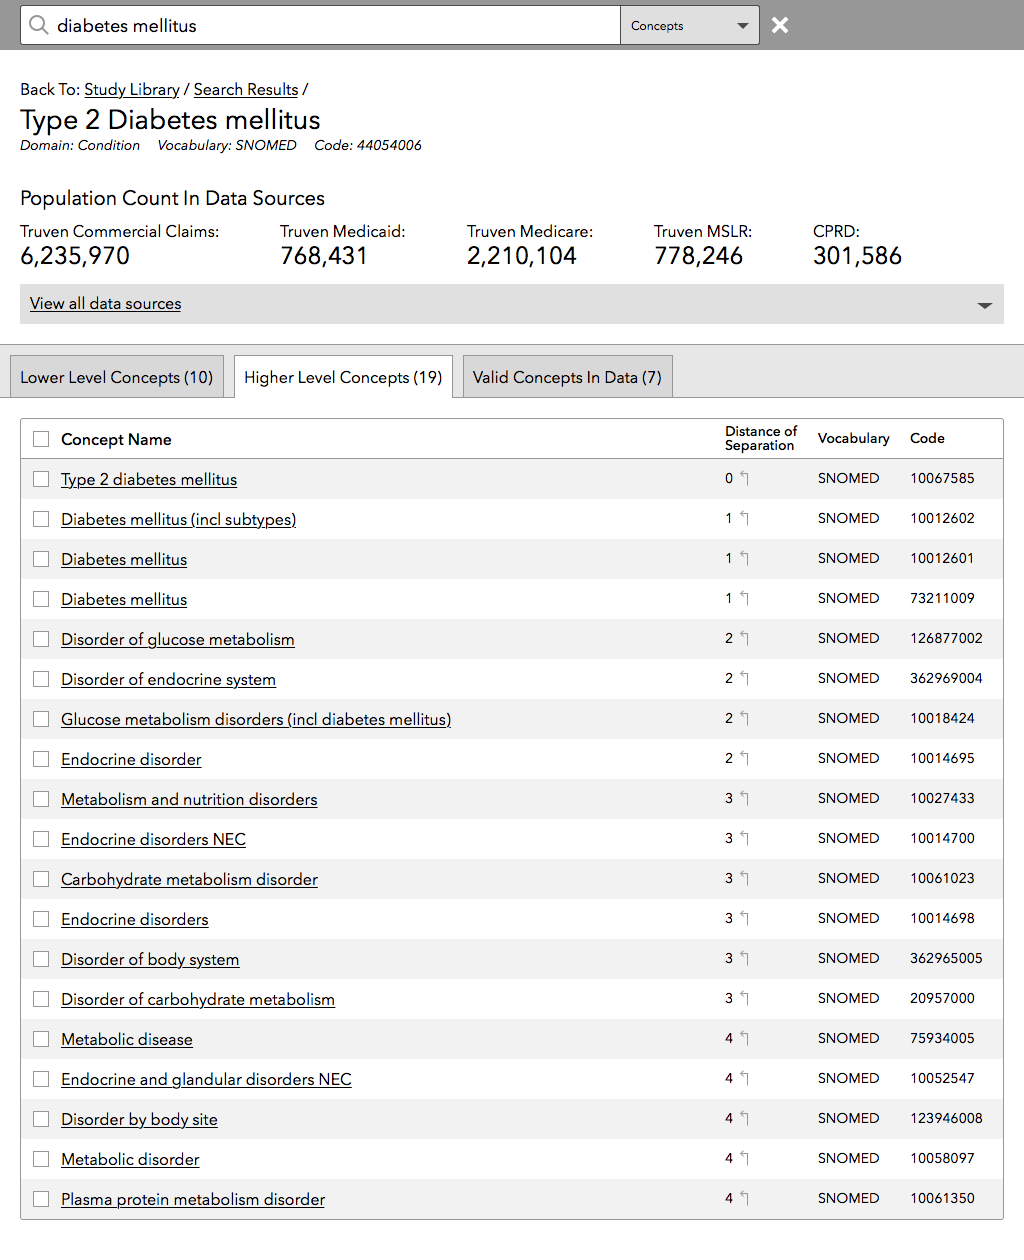 diabetes mellitus
Concepts
Back To: Study Library / Search Results /
Type 2 Diabetes mellitus
Domain: Condition Vocabulary: SNOMED Code: 44054006
Population Count In Data Sources
Truven Commercial Claims: Truven Medicaid: Truven Medicare: Truven MSLR: CPRD:
6,235,970 768,431 2,210,104 778,246 301,586
View all data sources
Lower Level Concepts (10) Higher Level Concepts (19) Valid Concepts In Data (7)
Concept Name Distance of Separation Vocabulary Code
Type 2 diabetes mellitus 0 SNOMED 10067585
Diabetes mellitus (incl subtypes) 1 SNOMED 10012602
Diabetes mellitus 1 SNOMED 10012601
Diabetes mellitus 1 SNOMED 73211009
Disorder of glucose metabolism 2 SNOMED 126877002
Disorder of endocrine system 2 SNOMED 362969004
Glucose metabolism disorders (incl diabetes mellitus) 2 SNOMED 10018424
Endocrine disorder 2 SNOMED 10014695
Metabolism and nutrition disorders 3 SNOMED 10027433
Endocrine disorders NEC 3 SNOMED 10014700
Carbohydrate metabolism disorder 3 SNOMED 10061023
Endocrine disorders 3 SNOMED 10014698
Disorder of body system 3 SNOMED 362965005
Disorder of carbohydrate metabolism 3 SNOMED 20957000
Metabolic disease 4 SNOMED 75934005
Endocrine and glandular disorders NEC 4 SNOMED 10052547
Disorder by body site 4 SNOMED 123946008
Metabolic disorder 4 SNOMED 10058097
Plasma protein metabolism disorder 4 SNOMED 10061350